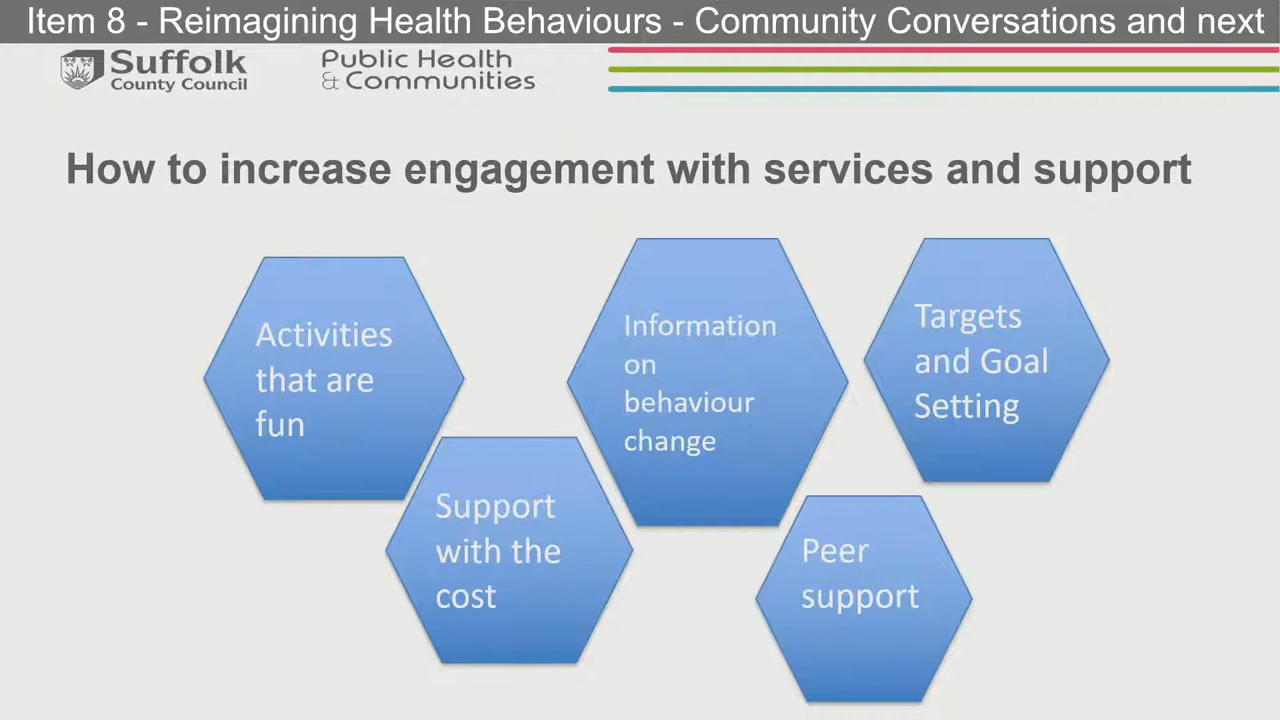 Item 8 - Reimagining Health Behaviours - Community Conversations and next
Suffolk
County Council
Public Health
& Communities
How to increase engagement with services and support
Activities
that are
fun
Support
with the
cost
Information
on
behaviour
change
Targets
and Goal
Setting
Peer
support